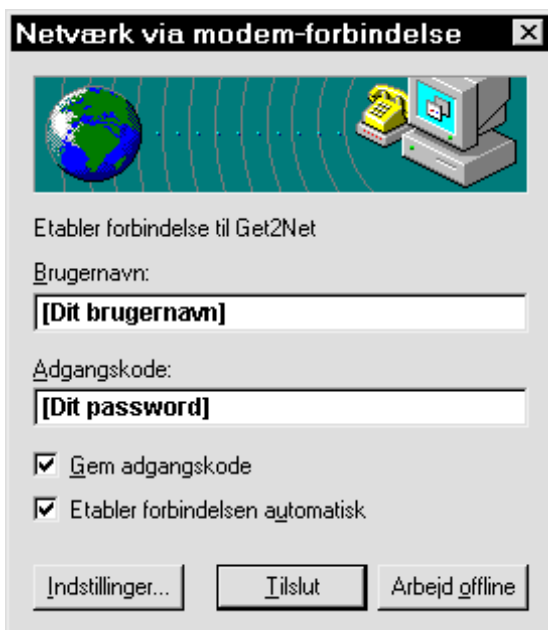 Netværk via modem-forbindelse
Etabler forbindelse til Get2Net
Brugernavn:
[Dit brugernavn]
Adgangskode:
[Dit password]
Gem adgangskode
Etabler forbindelsen automatisk
Indstillinger... Tilslut Arbejd offline